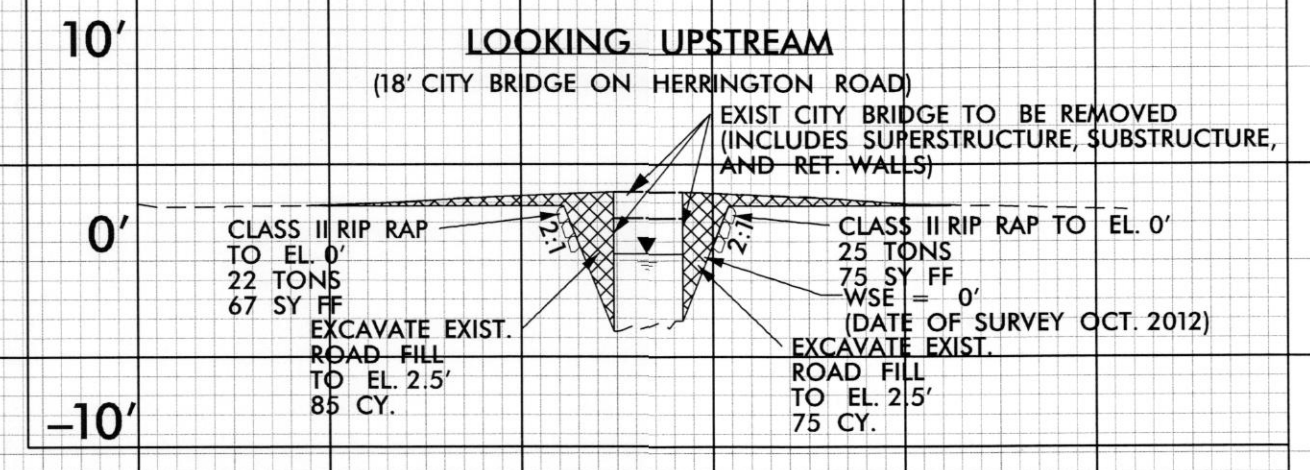 10'
LOOKING UPSTREAM
(18' CITY BRIDGE ON HERRINGTON ROAD)
EXIST CITY BRIDGE TO BE REMOVED
(INCLUDES SUPERSTRUCTURE, SUBSTRUCTURE,
AND RET. WALLS)
0'
CLASS II RIP RAP
TO EL. 0'
22 TONS
67 SY FF
2:1
2:1
CLASS II RIP RAP TO EL. 0'
25 TONS
75 SY FF
WSE = 0'
(DATE OF SURVEY OCT. 2012)
EXCAVATE EXIST.
ROAD FILL
TO EL. 2.5'
85 CY.
EXCAVATE EXIST.
ROAD FILL
TO EL. 2.5'
75 CY.
-10'